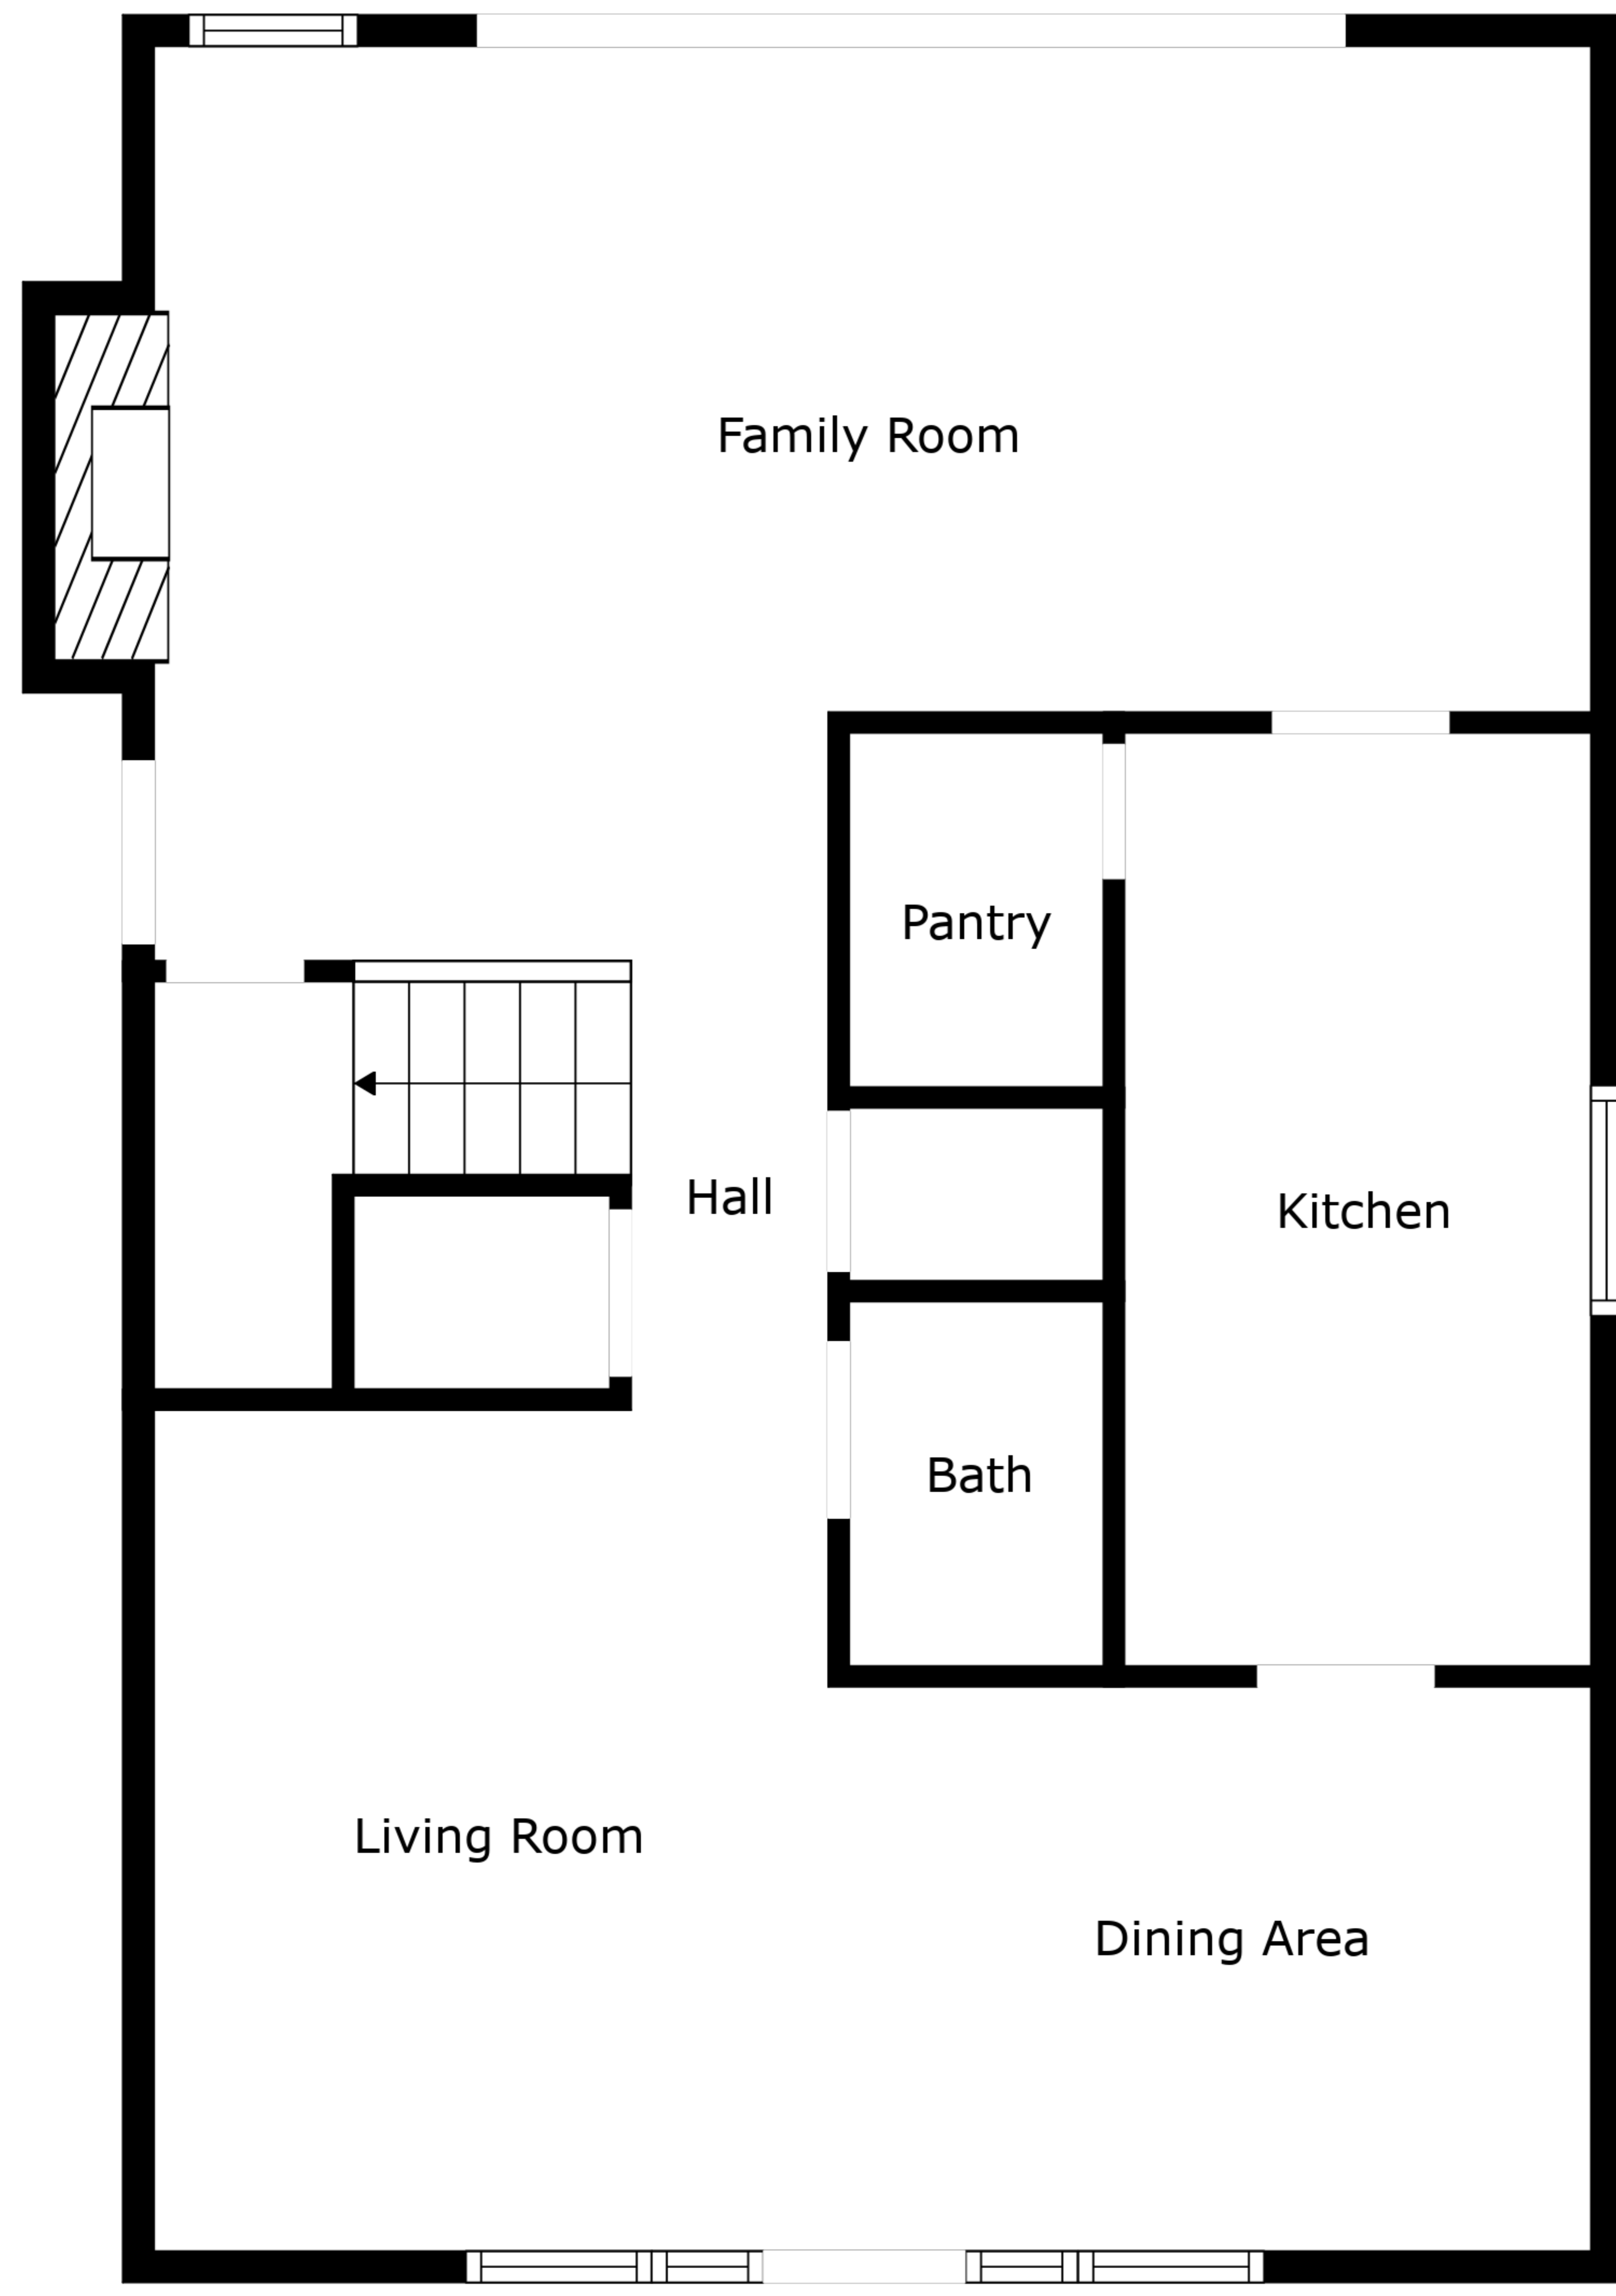 Family Room
Pantry
Hall
Kitchen
Bath
Living Room
Dining Area